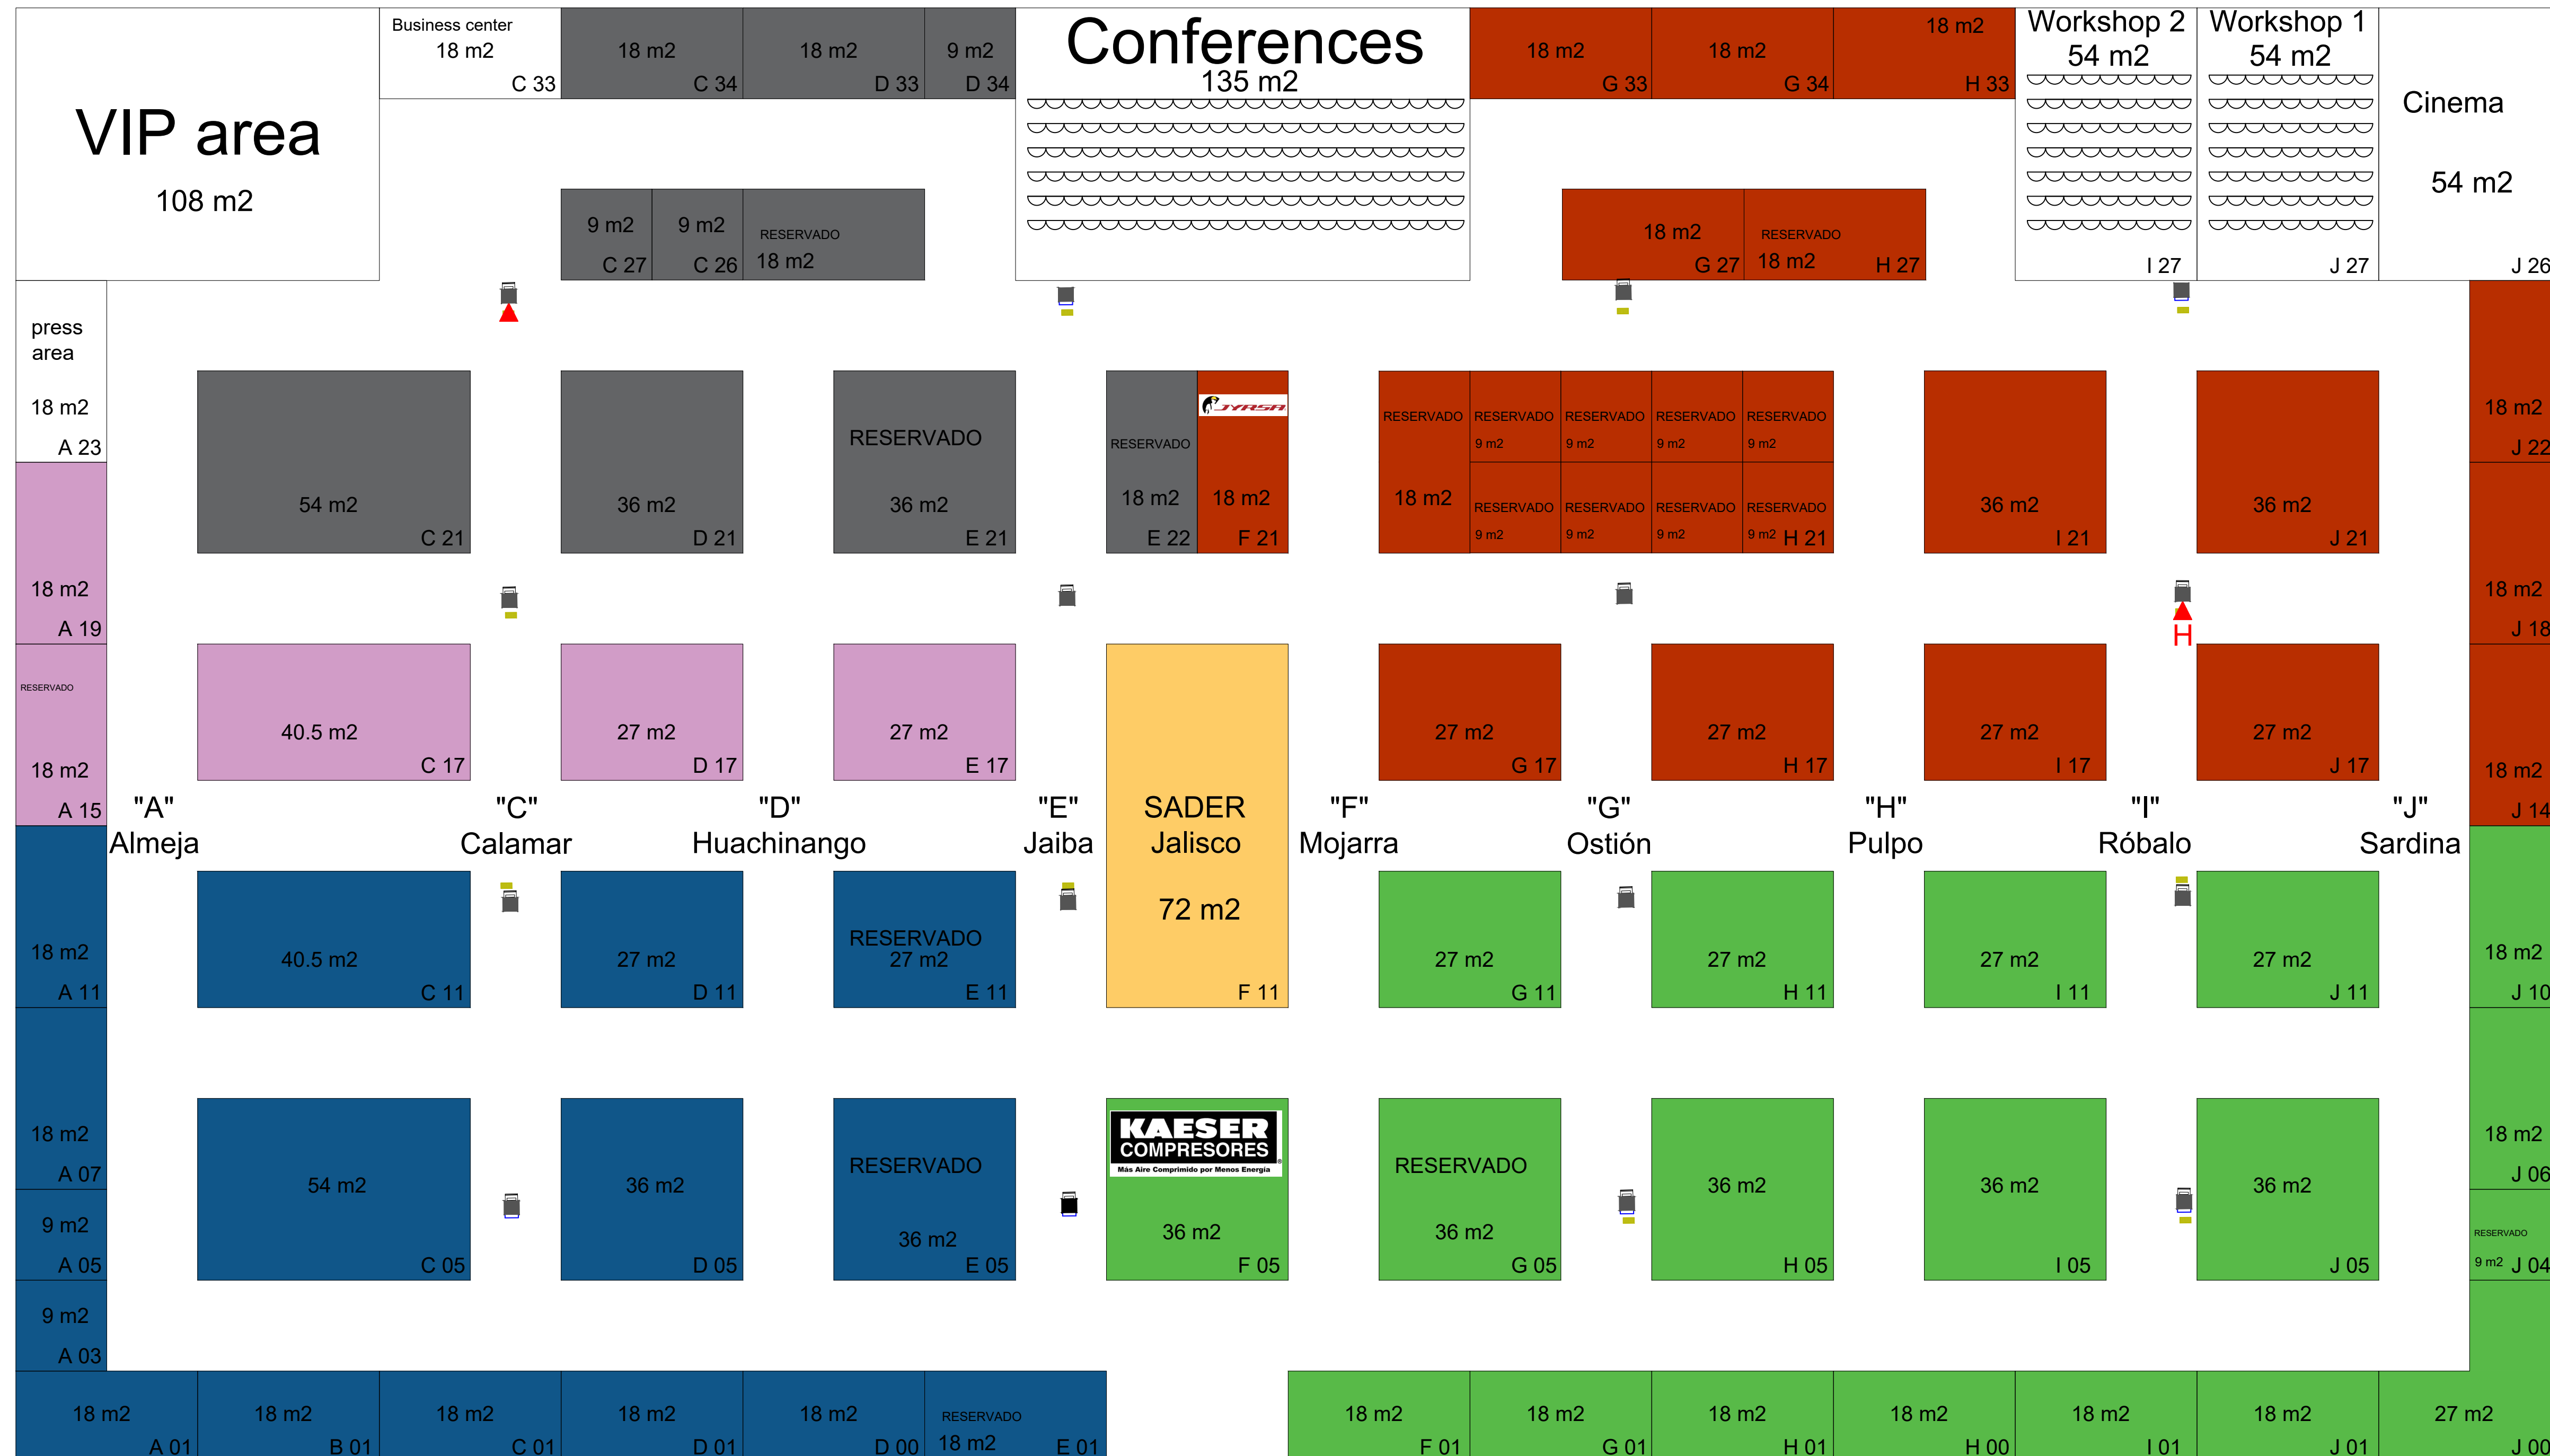 VIP area
108 m2
Business center
18 m2
C 33
18 m2
C 34
18 m2
D 33
9 m2
D 34
Conferences
135 m2
18 m2
G 33
18 m2
G 34
18 m2
H 33
Workshop 2
54 m2
I 27
Workshop 1
54 m2
J 27
Cinema
54 m2
J 26
9 m2
C 27
9 m2
C 26
RESERVADO
18 m2
18 m2
G 27
RESERVADO
18 m2
H 27
press
area
18 m2
A 23
54 m2
C 21
36 m2
D 21
RESERVADO
36 m2
E 21
RESERVADO
18 m2
E 22
JYRSA
18 m2
F 21
RESERVADO
18 m2
RESERVADO
9 m2
RESERVADO
9 m2
RESERVADO
9 m2
RESERVADO
9 m2
RESERVADO
9 m2
RESERVADO
9 m2
RESERVADO
9 m2
RESERVADO
9 m2
H 21
36 m2
I 21
36 m2
J 21
18 m2
J 22
18 m2
A 19
18 m2
J 18
H
RESERVADO
18 m2
A 15
40.5 m2
C 17
27 m2
D 17
27 m2
E 17
27 m2
G 17
27 m2
H 17
27 m2
I 17
27 m2
J 17
18 m2
J 14
"A"
Almeja
"C"
Calamar
"D"
Huachinango
"E"
Jaiba
SADER
Jalisco
72 m2
F 11
"F"
Mojarra
"G"
Ostión
"H"
Pulpo
"I"
Róbalo
"J"
Sardina
18 m2
A 11
40.5 m2
C 11
27 m2
D 11
RESERVADO
27 m2
E 11
27 m2
G 11
27 m2
H 11
27 m2
I 11
27 m2
J 11
18 m2
J 10
18 m2
A 07
9 m2
A 05
9 m2
A 03
54 m2
C 05
36 m2
D 05
RESERVADO
36 m2
E 05
KAESER
COMPRESORES
Más Aire Comprimido por Menos Energía
36 m2
F 05
RESERVADO
36 m2
G 05
36 m2
H 05
36 m2
I 05
36 m2
J 05
18 m2
J 06
RESERVADO
9 m2
J 04
18 m2
A 01
18 m2
B 01
18 m2
C 01
18 m2
D 01
18 m2
D 00
RESERVADO
18 m2
E 01
18 m2
F 01
18 m2
G 01
18 m2
H 01
18 m2
H 00
18 m2
I 01
18 m2
J 01
27 m2
J 00